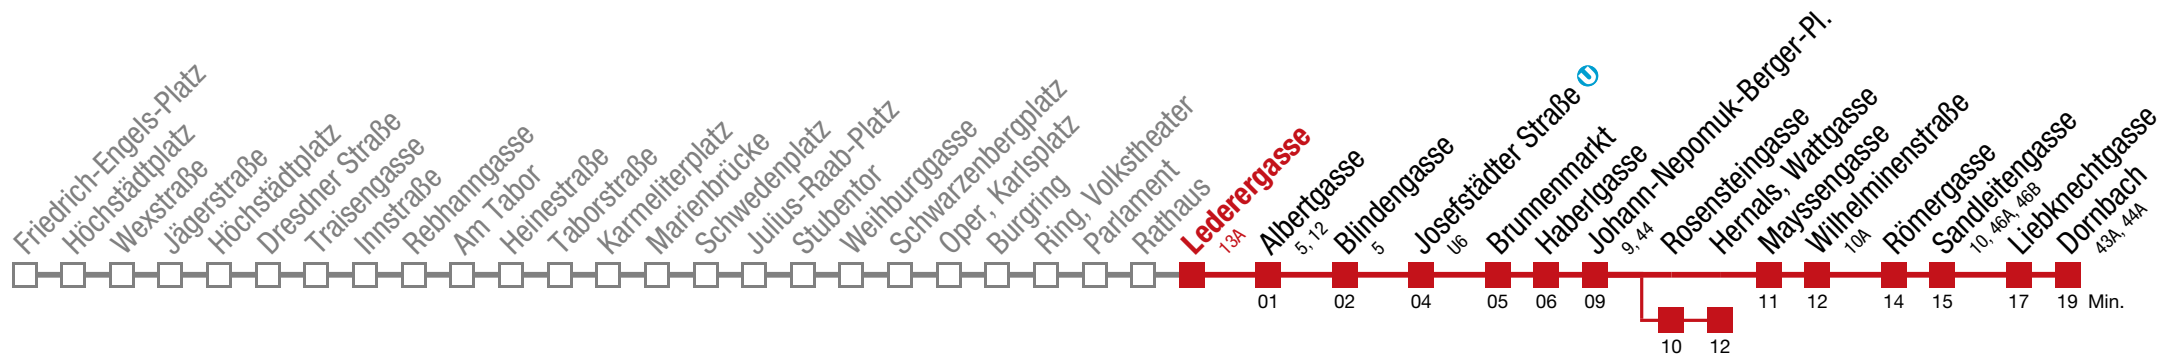 Friedrich-Engels-Platz
Höchstädtplatz
Wexstraße
Jägerstraße
Höchstädtplatz
Dresdner Straße
Traisengasse
Innstraße
Rebhanngasse
Am Tabor
Heinestraße
Taborstraße
Karmeliterplatz
Marienbrücke
Schwedenplatz
Julius-Raab-Platz
Stubentor
Weihburggasse
Schwarzenbergplatz
Oper, Karlsplatz
Burgring
Ring, Volkstheater
Parlament
Rathaus
Lederergasse
13A
Albertgasse
5, 12
Blindengasse
5
Josefstädter Straße
U6
Brunnenmarkt
Haberlgasse
Johann-Nepomuk-Berger-Pl.
9, 44
Rosensteingasse
Hernals, Wattgasse
Mayssengasse
Wilhelminenstraße
10A
Römergasse
Sandleitengasse
10, 46A, 46B
Liebknechtgasse
Dornbach
43A, 44A
01 02 04 05 06 09 11 12 14 15 17 19 Min.
10 12